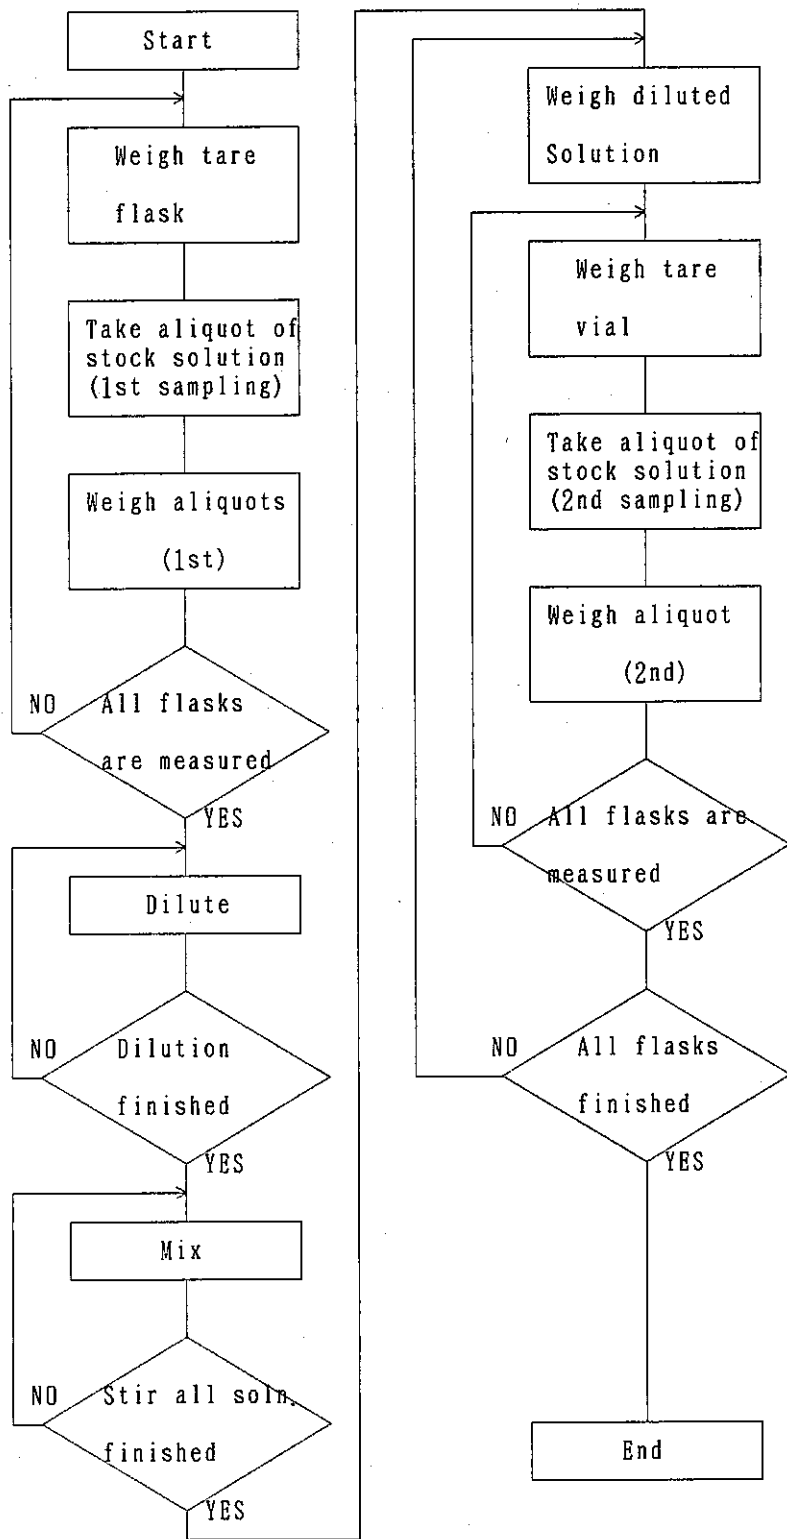 Start
Weigh tare
flask
Take aliquot of
stock solution
(1st sampling)
Weigh aliquots
(1st)
NO
All flasks
are measured
YES
Dilute
NO
Dilution
finished
YES
Mix
NO
Stir all soln.
finished
YES
Weigh diluted
Solution
Weigh tare
vial
Take aliquot of
stock solution
(2nd sampling)
Weigh aliquot
(2nd)
NO
All flasks are
measured
YES
NO
All flasks
finished
YES
End